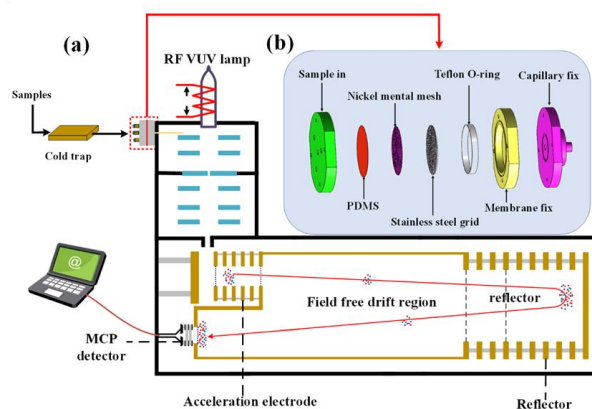 (a)
RF VUV lamp
Samples
Cold trap
(b)
Sample in
Teflon O-ring
Capillary fix
Nickel mental mesh
PDMS
Stainless steel grid
Membrane fix
@
Field free drift region
reflector
MCP
detector
Acceleration electrode
Reflector